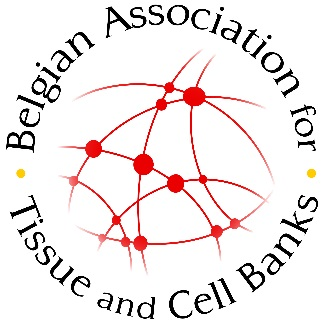 Belgian Association for
Tissue and Cell Banks